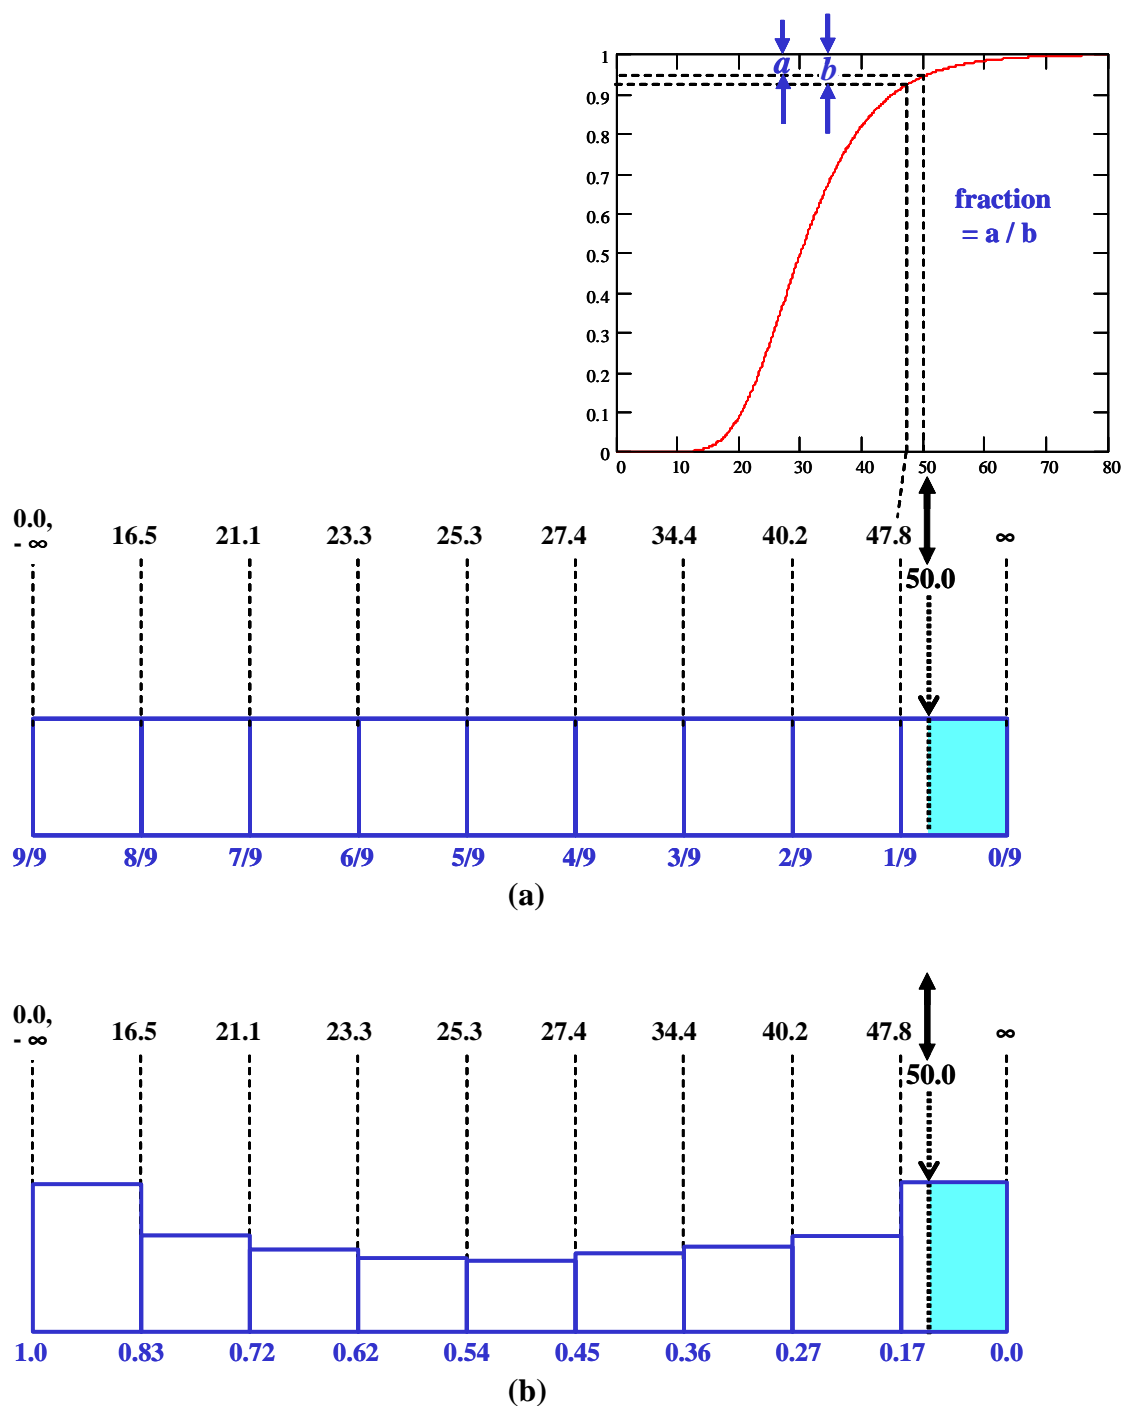 a b
1
0.9
0.8
0.7
0.6
0.5
0.4
0.3
0.2
0.1
0
fraction
= a / b
0 10 20 30 40 50 60 70 80
0.0,
- ∞ 16.5 21.1 23.3 25.3 27.4 34.4 40.2 47.8 ∞
50.0
9/9 8/9 7/9 6/9 5/9 4/9 3/9 2/9 1/9 0/9
(a)
0.0,
- ∞ 16.5 21.1 23.3 25.3 27.4 34.4 40.2 47.8 ∞
50.0
1.0 0.83 0.72 0.62 0.54 0.45 0.36 0.27 0.17 0.0
(b)